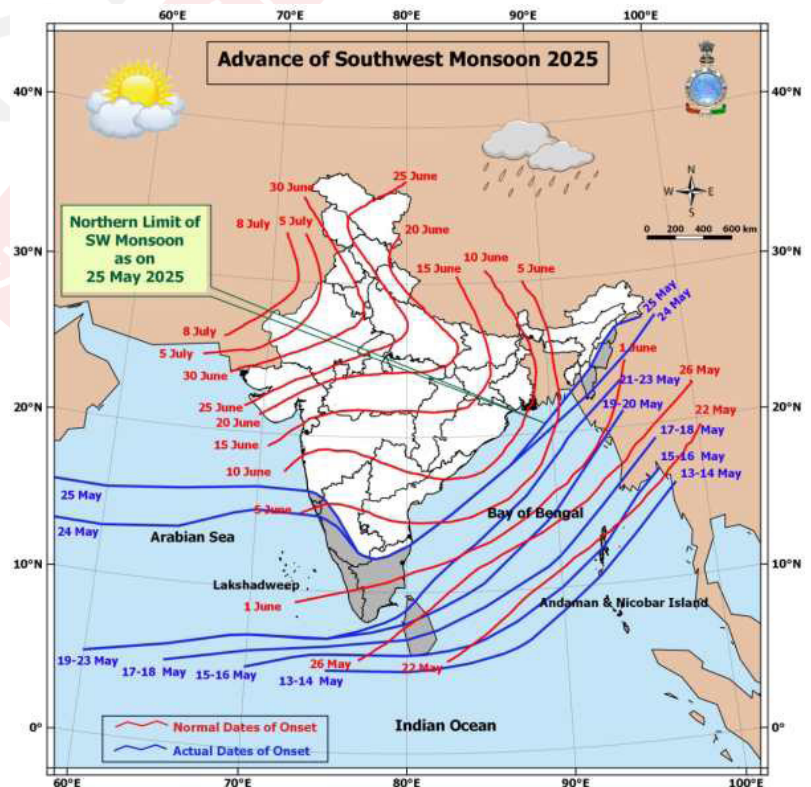 60°E 70°E 80°E 90°E 100°E
Advance of Southwest Monsoon 2025
40°N 40°N
N
W E
S
0 200 400 600 km
Northern Limit of
SW Monsoon
as on
25 May 2025
30 June
25 June
8 July
5 July
20 June
10 June
15 June
5 June
30°N 30°N
25 May
24 May
8 July
5 July
30 June
25 June
20 June
15 June
10 June
5 June
1 June
26 May
21-23 May
19-20 May
22 May
17-18 May
15-16 May
13-14 May
20°N 20°N
25 May
24 May
Arabian Sea
Bay of Bengal
10°N 10°N
Lakshadweep
1 June
Andaman & Nicobar Island
19-23 May
17-18 May
15-16 May
13-14 May
26 May
22 May
0° 0°
Indian Ocean
Normal Dates of Onset
Actual Dates of Onset
60°E 70°E 80°E 90°E 100°E